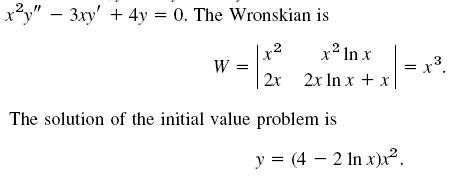 x²y″ − 3xy′ + 4y = 0. The Wronskian is
W = | x² x² ln x |
| 2x 2x ln x + x | = x³.
The solution of the initial value problem is
y = (4 − 2 ln x)x².